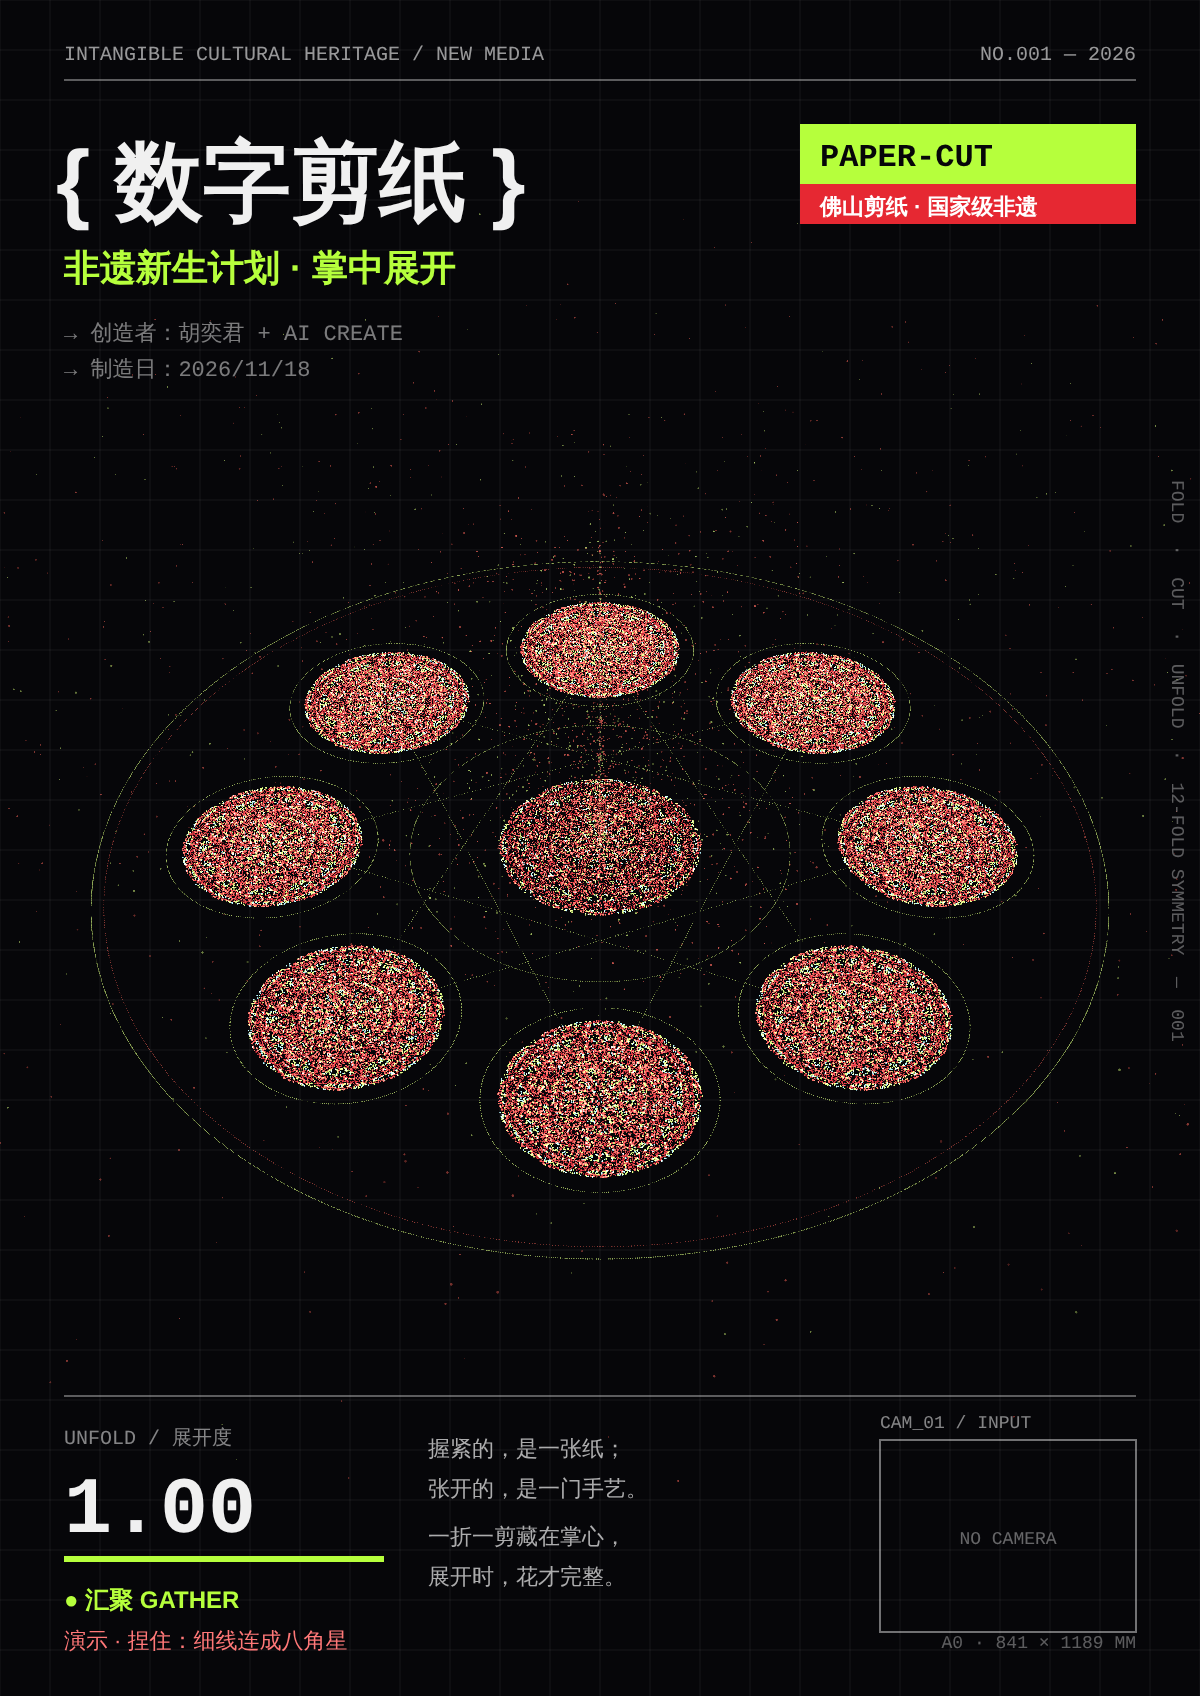 INTANGIBLE CULTURAL HERITAGE / NEW MEDIA
NO.001 — 2026
{ 数字剪纸 }
PAPER-CUT
佛山剪纸 · 国家级非遗
非遗新生计划 · 掌中展开
→ 创造者：胡奕君 + AI CREATE
→ 制造日：2026/11/18
FOLD · CUT · UNFOLD · 12-FOLD SYMMETRY — 001
UNFOLD / 展开度
1.00
● 汇聚 GATHER
演示 · 捏住：细线连成八角星
握紧的，是一张纸；
张开的，是一门手艺。
一折一剪藏在掌心，
展开时，花才完整。
CAM_01 / INPUT
NO CAMERA
A0 · 841 × 1189 MM